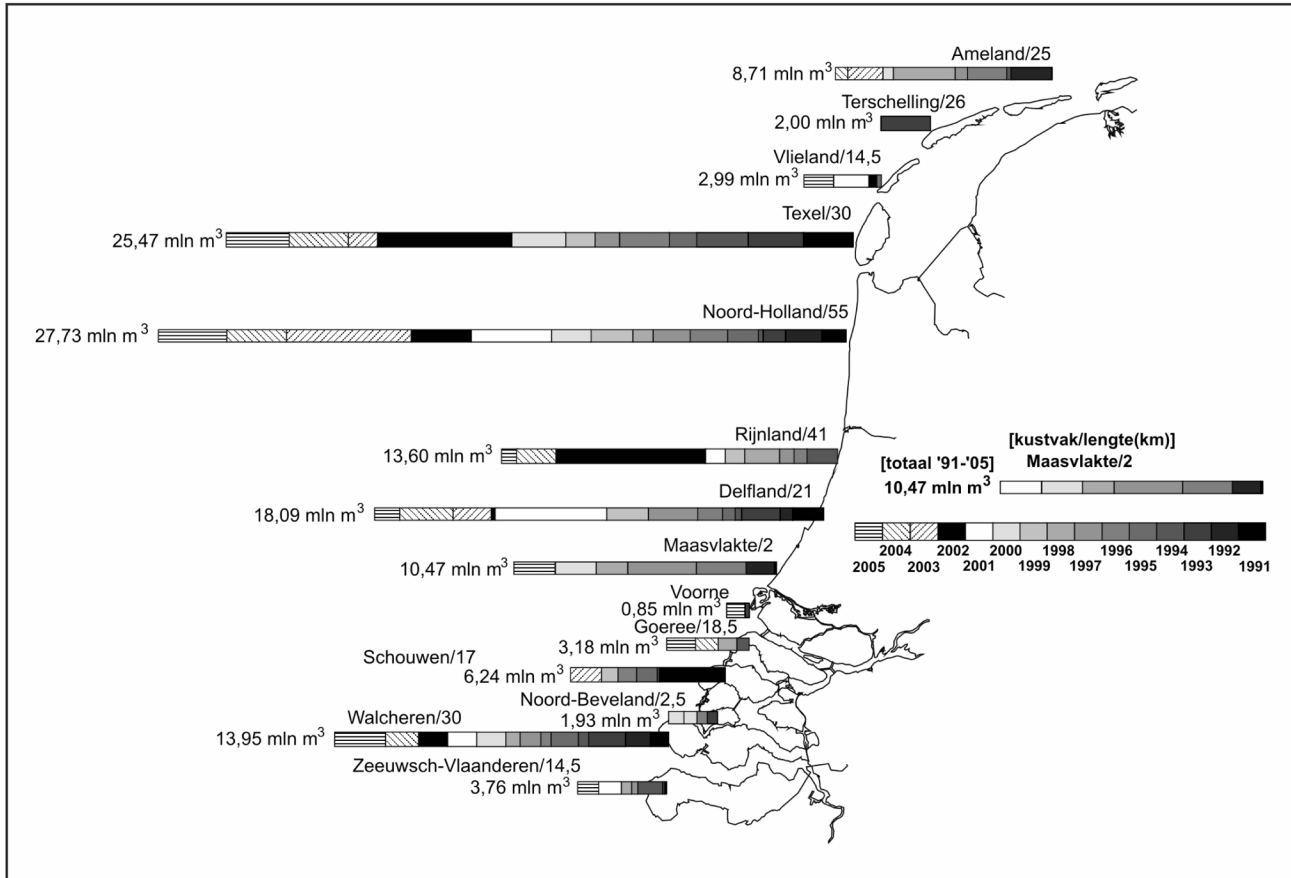 Ameland/25
8,71 mln m³
Terschelling/26
2,00 mln m³
Vlieland/14,5
2,99 mln m³
Texel/30
25,47 mln m³
Noord-Holland/55
27,73 mln m³
Rijnland/41
13,60 mln m³
[kustvak/lengte(km)]
[totaal '91-'05]
Maasvlakte/2
10,47 mln m³
Delfland/21
18,09 mln m³
2004 2002 2000 1998 1996 1994 1992
2005 2003 2001 1999 1997 1995 1993 1991
Maasvlakte/2
10,47 mln m³
Voorne
0,85 mln m³
Goeree/18,5
3,18 mln m³
Schouwen/17
6,24 mln m³
Noord-Beveland/2,5
1,93 mln m³
Walcheren/30
13,95 mln m³
Zeeuwsch-Vlaanderen/14,5
3,76 mln m³